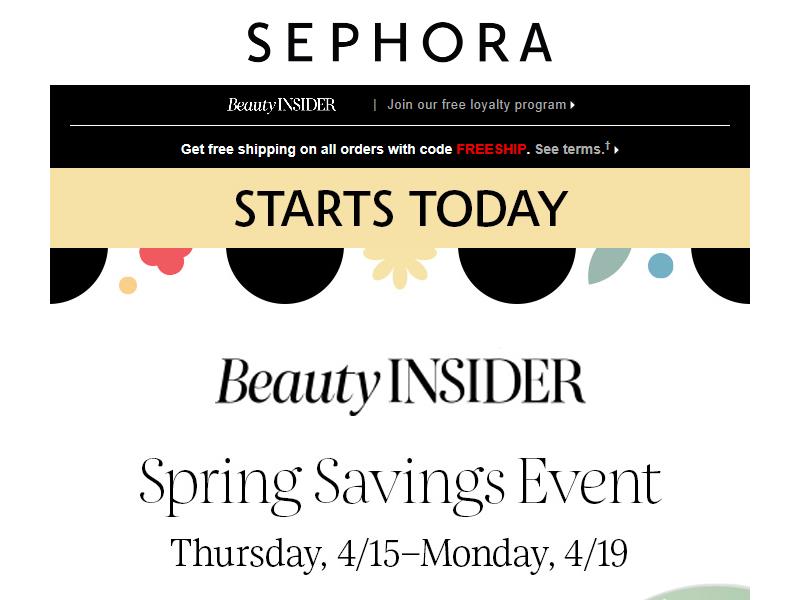 SEPHORA
Beauty INSIDER | Join our free loyalty program
Get free shipping on all orders with code FREESHIP. See terms.†
STARTS TODAY
Beauty INSIDER
Spring Savings Event
Thursday, 4/15–Monday, 4/19